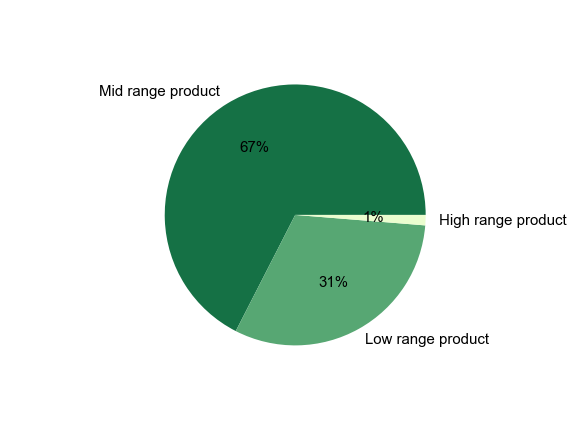 Mid range product
67%
1%
High range product
31%
Low range product